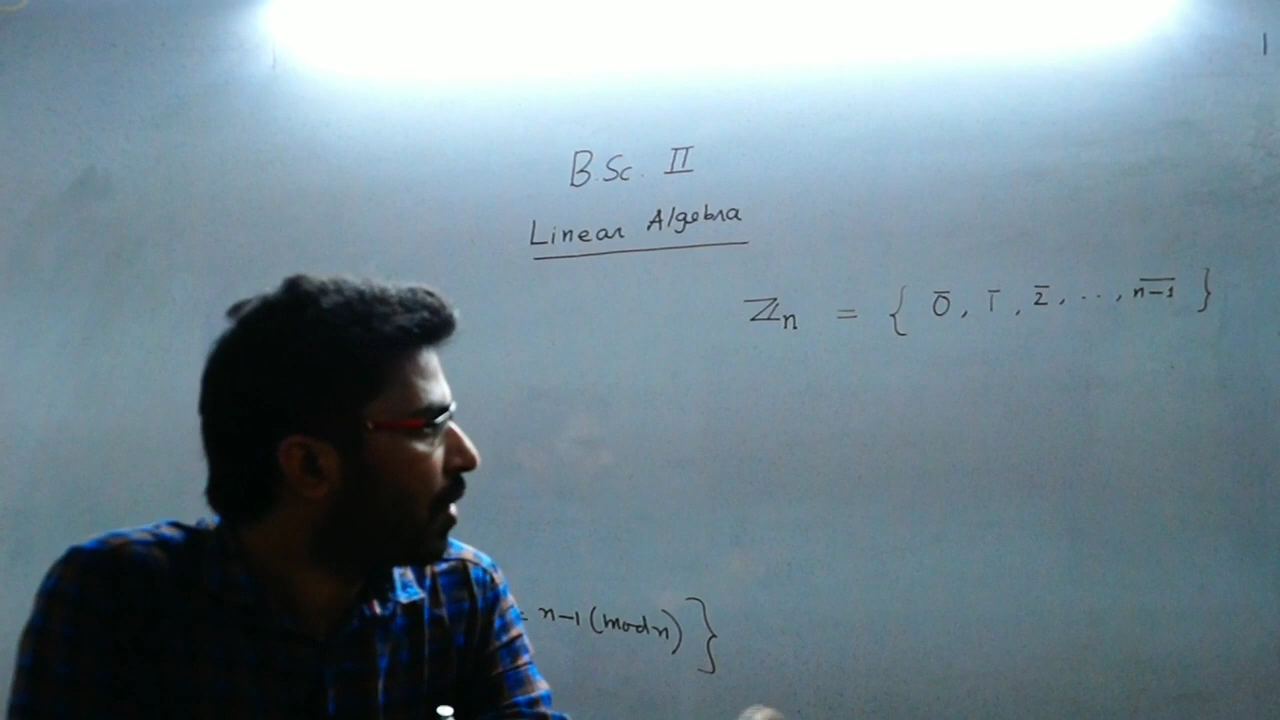 B.Sc. II
Linear Algebra
ℤn = { 0̅, 1̅, 2̅, ..., n̅-̅1̅ }
= n-1 (mod n) }